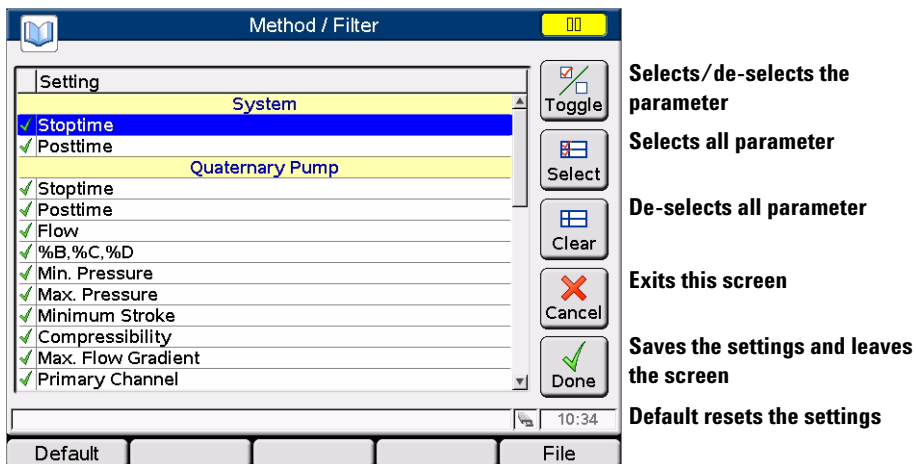 Method / Filter
Setting
System
Stoptime
Posttime
Quaternary Pump
Stoptime
Posttime
Flow
%B,%C,%D
Min. Pressure
Max. Pressure
Minimum Stroke
Compressibility
Max. Flow Gradient
Primary Channel
Toggle
Select
Clear
Cancel
Done
10:34
Default
File
Selects/de-selects the
parameter
Selects all parameter
De-selects all parameter
Exits this screen
Saves the settings and leaves
the screen
Default resets the settings